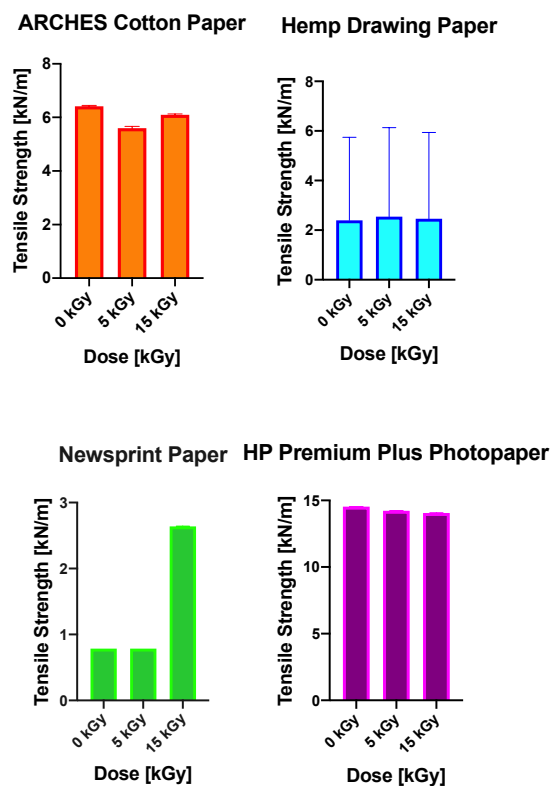 ARCHES Cotton Paper
Tensile Strength [kN/m]
8
6
4
2
0
0 kGy
5 kGy
15 kGy
Dose [kGy]
Hemp Drawing Paper
Tensile Strength [kN/m]
8
6
4
2
0
0 kGy
5 kGy
15 kGy
Dose [kGy]
Newsprint Paper
Tensile Strength [kN/m]
3
2
1
0
0 kGy
5 kGy
15 kGy
Dose [kGy]
HP Premium Plus Photopaper
Tensile Strength [kN/m]
15
10
5
0
0 kGy
5 kGy
15 kGy
Dose [kGy]